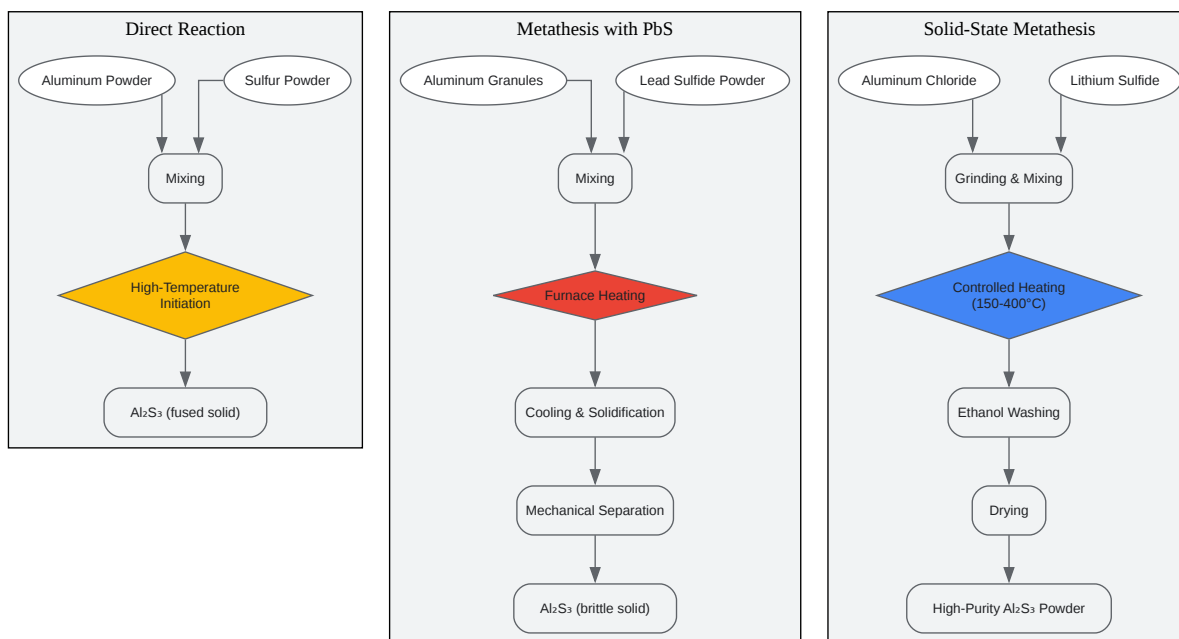 Direct Reaction
Aluminum Powder
Sulfur Powder
Mixing
High-Temperature
Initiation
Al₂S₃ (fused solid)
Metathesis with PbS
Aluminum Granules
Lead Sulfide Powder
Mixing
Furnace Heating
Cooling & Solidification
Mechanical Separation
Al₂S₃ (brittle solid)
Solid-State Metathesis
Aluminum Chloride
Lithium Sulfide
Grinding & Mixing
Controlled Heating
(150-400°C)
Ethanol Washing
Drying
High-Purity Al₂S₃ Powder